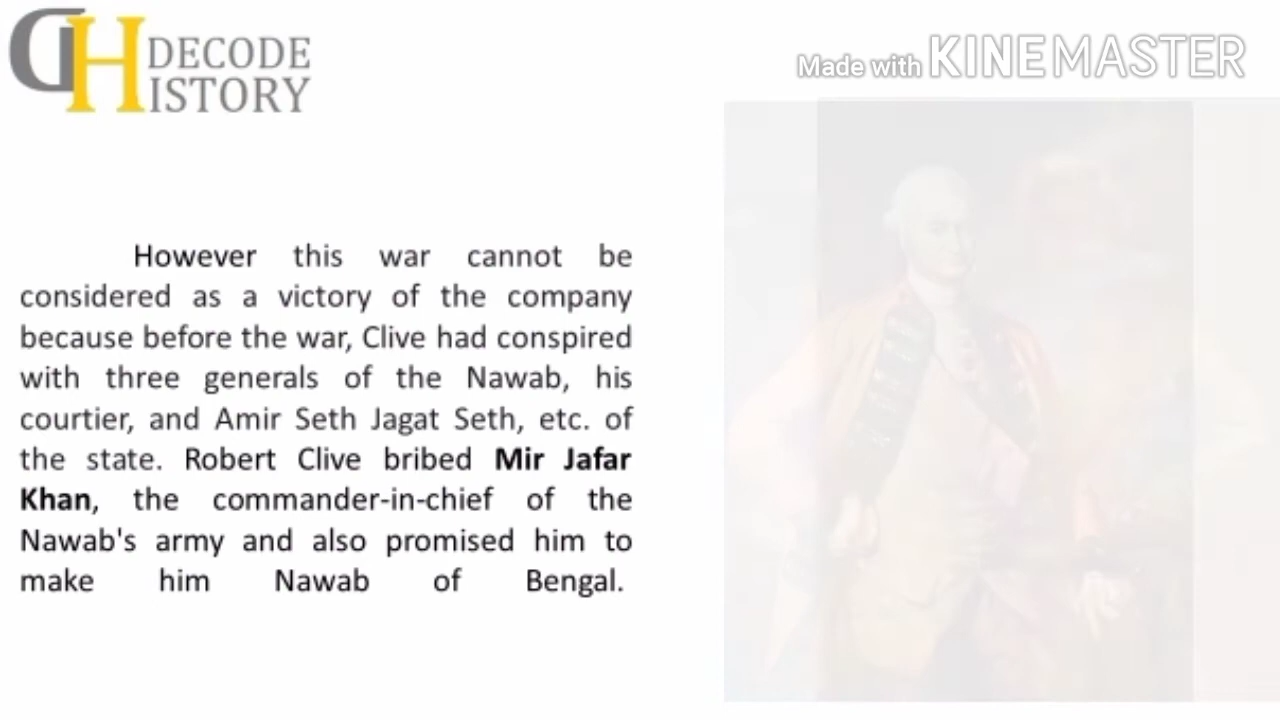 DH DECODE
HISTORY
Made with KINEMASTER
However this war cannot be
considered as a victory of the company
because before the war, Clive had conspired
with three generals of the Nawab, his
courtier, and Amir Seth Jagat Seth, etc. of
the state. Robert Clive bribed Mir Jafar
Khan, the commander-in-chief of the
Nawab's army and also promised him to
make him Nawab of Bengal.